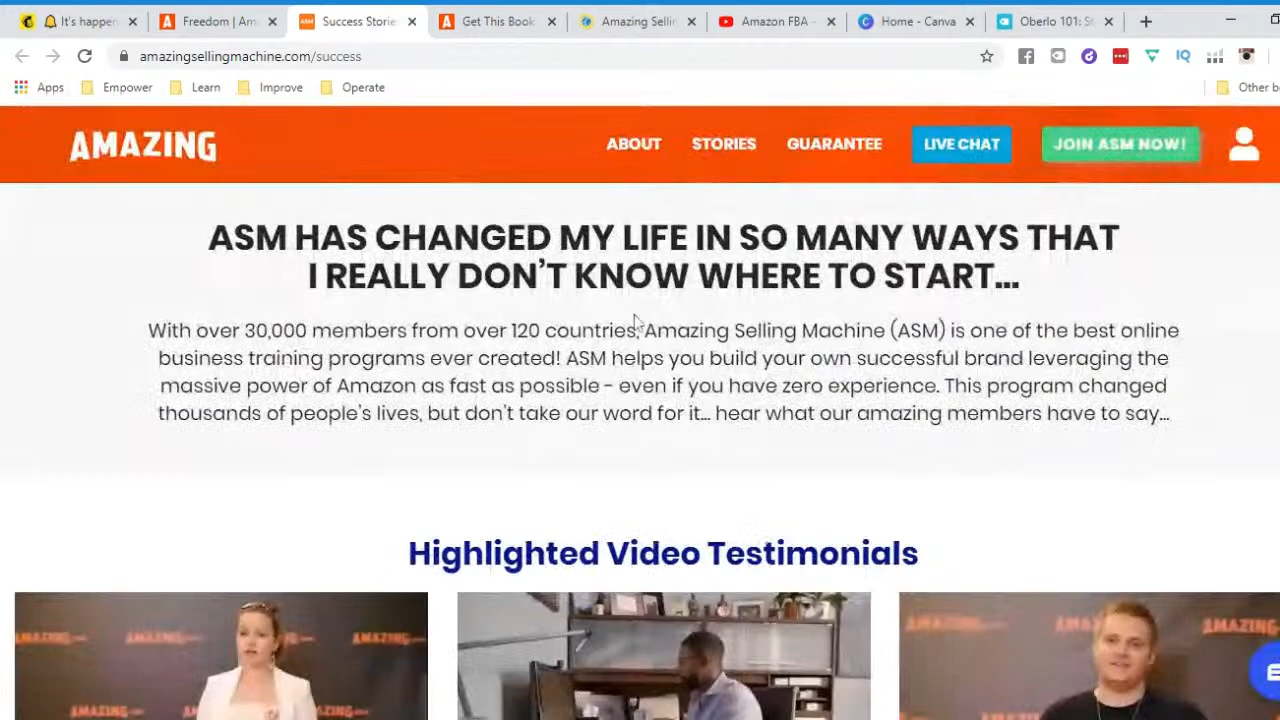 It's happen
Freedom | Am
Success Storie
Get This Book
Amazing Sellin
Amazon FBA -
Home - Canva
Oberlo 101: S
amazingsellingmachine.com/success
Apps
Empower
Learn
Improve
Operate
Other b
AMAZING
ABOUT
STORIES
GUARANTEE
LIVE CHAT
JOIN ASM NOW!
ASM HAS CHANGED MY LIFE IN SO MANY WAYS THAT
I REALLY DON'T KNOW WHERE TO START...
With over 30,000 members from over 120 countries, Amazing Selling Machine (ASM) is one of the best online
business training programs ever created! ASM helps you build your own successful brand leveraging the
massive power of Amazon as fast as possible - even if you have zero experience. This program changed
thousands of people's lives, but don't take our word for it... hear what our amazing members have to say...
Highlighted Video Testimonials